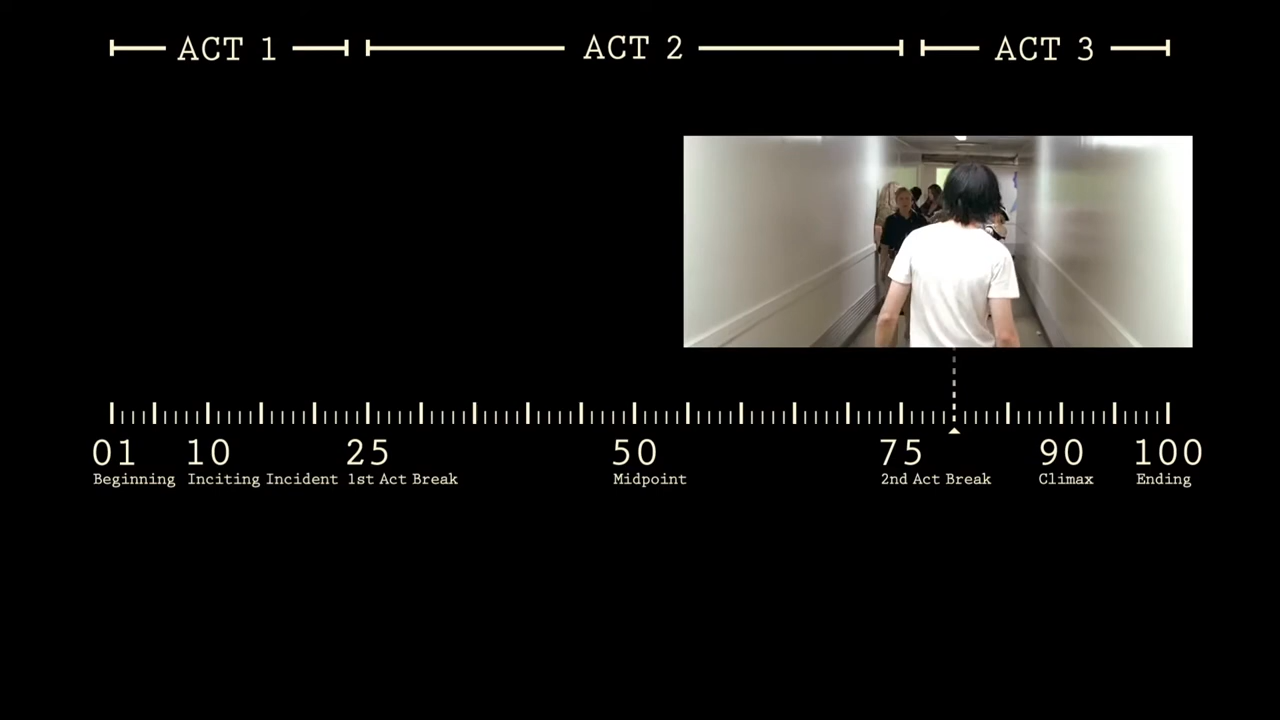 ACT 1 ACT 2 ACT 3
01 10 25 50 75 90 100
Beginning Inciting Incident 1st Act Break Midpoint 2nd Act Break Climax Ending